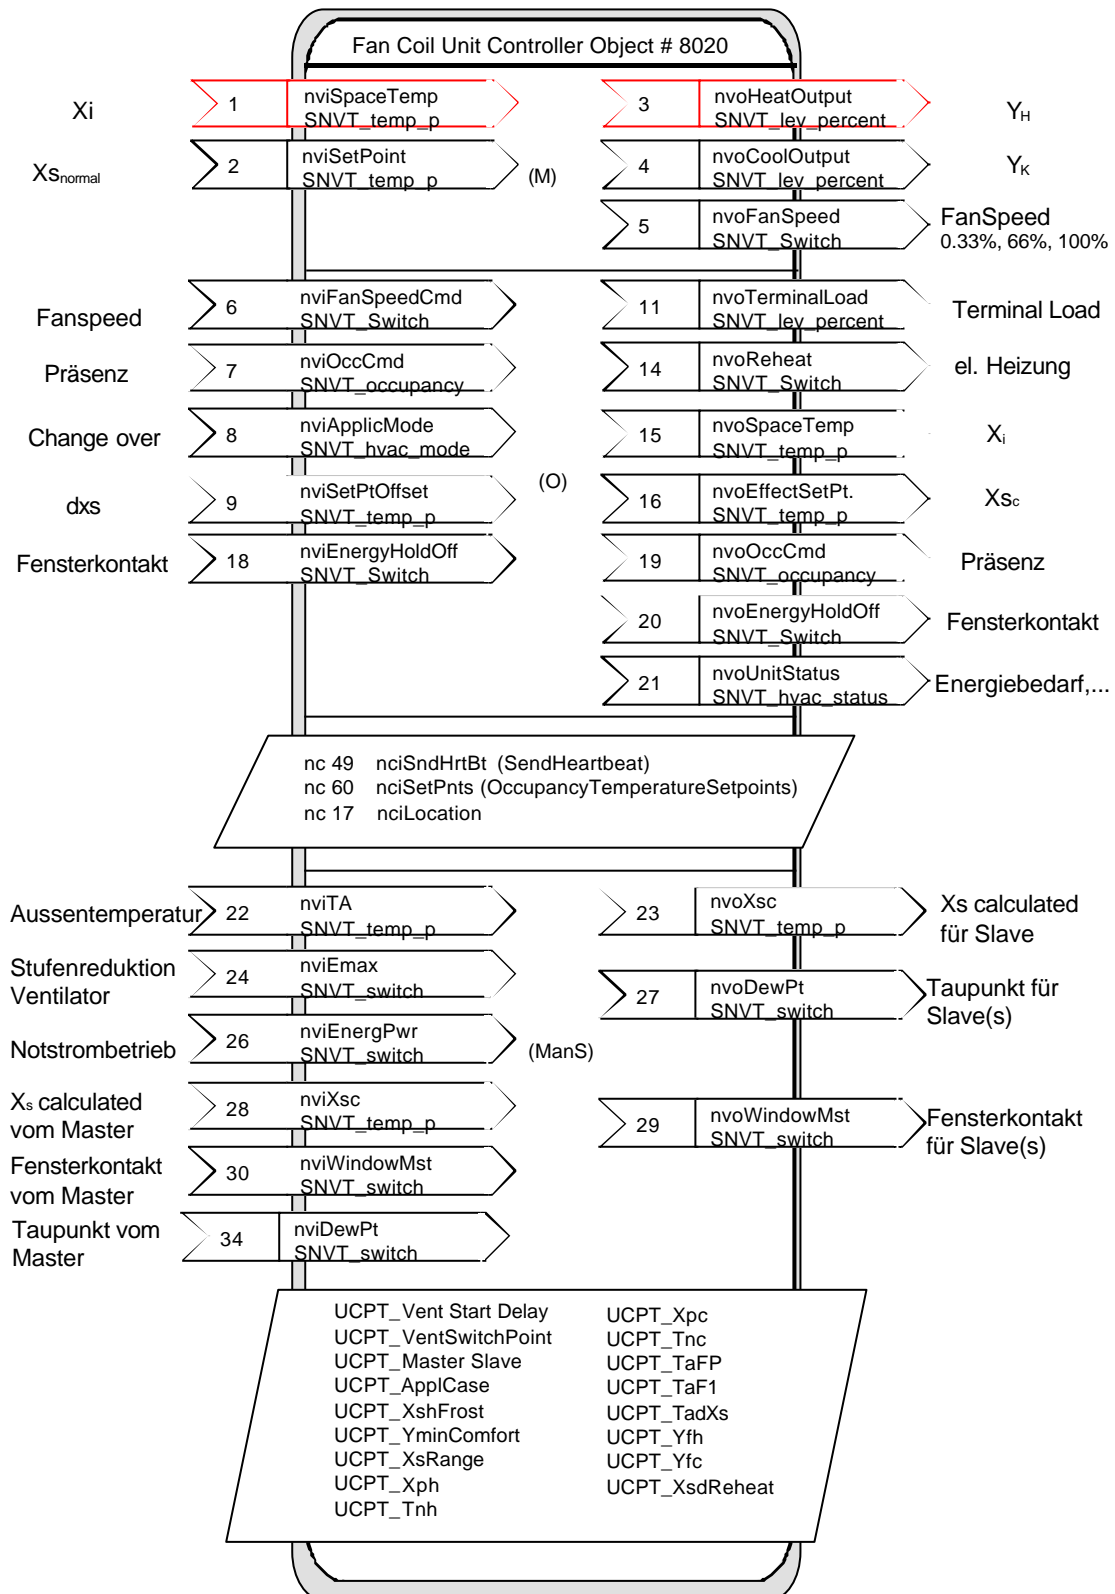 Fan Coil Unit Controller Object # 8020
Xi
1
nviSpaceTemp
SNVT_temp_p
3
nvoHeatOutput
SNVT_lev_percent
YH
Xsnormal
2
nviSetPoint
SNVT_temp_p
(M)
4
nvoCoolOutput
SNVT_lev_percent
YK
5
nvoFanSpeed
SNVT_Switch
FanSpeed
0.33%, 66%, 100%
Fanspeed
6
nviFanSpeedCmd
SNVT_Switch
11
nvoTerminalLoad
SNVT_lev_percent
Terminal Load
Präsenz
7
nviOccCmd
SNVT_occupancy
14
nvoReheat
SNVT_Switch
el. Heizung
Change over
8
nviApplicMode
SNVT_hvac_mode
15
nvoSpaceTemp
SNVT_temp_p
Xi
dxs
9
nviSetPtOffset
SNVT_temp_p
(O)
16
nvoEffectSetPt.
SNVT_temp_p
Xsc
Fensterkontakt
18
nviEnergyHoldOff
SNVT_Switch
19
nvoOccCmd
SNVT_occupancy
Präsenz
20
nvoEnergyHoldOff
SNVT_Switch
Fensterkontakt
21
nvoUnitStatus
SNVT_hvac_status
Energiebedarf,...
nc 49 nciSndHrtBt (SendHeartbeat)
nc 60 nciSetPnts (OccupancyTemperatureSetpoints)
nc 17 nciLocation
Aussentemperatur
22
nviTA
SNVT_temp_p
23
nvoXsc
SNVT_temp_p
Xs calculated
für Slave
Stufenreduktion
Ventilator
24
nviEmax
SNVT_switch
27
nvoDewPt
SNVT_switch
Taupunkt für
Slave(s)
Notstrombetrieb
26
nviEnergPwr
SNVT_switch
(ManS)
Xs calculated
vom Master
28
nviXsc
SNVT_temp_p
29
nvoWindowMst
SNVT_switch
Fensterkontakt
für Slave(s)
Fensterkontakt
vom Master
30
nviWindowMst
SNVT_switch
Taupunkt vom
Master
34
nviDewPt
SNVT_switch
UCPT_Vent Start Delay
UCPT_VentSwitchPoint
UCPT_Master Slave
UCPT_ApplCase
UCPT_XshFrost
UCPT_YminComfort
UCPT_XsRange
UCPT_Xph
UCPT_Tnh
UCPT_Xpc
UCPT_Tnc
UCPT_TaFP
UCPT_TaF1
UCPT_TadXs
UCPT_Yfh
UCPT_Yfc
UCPT_XsdReheat